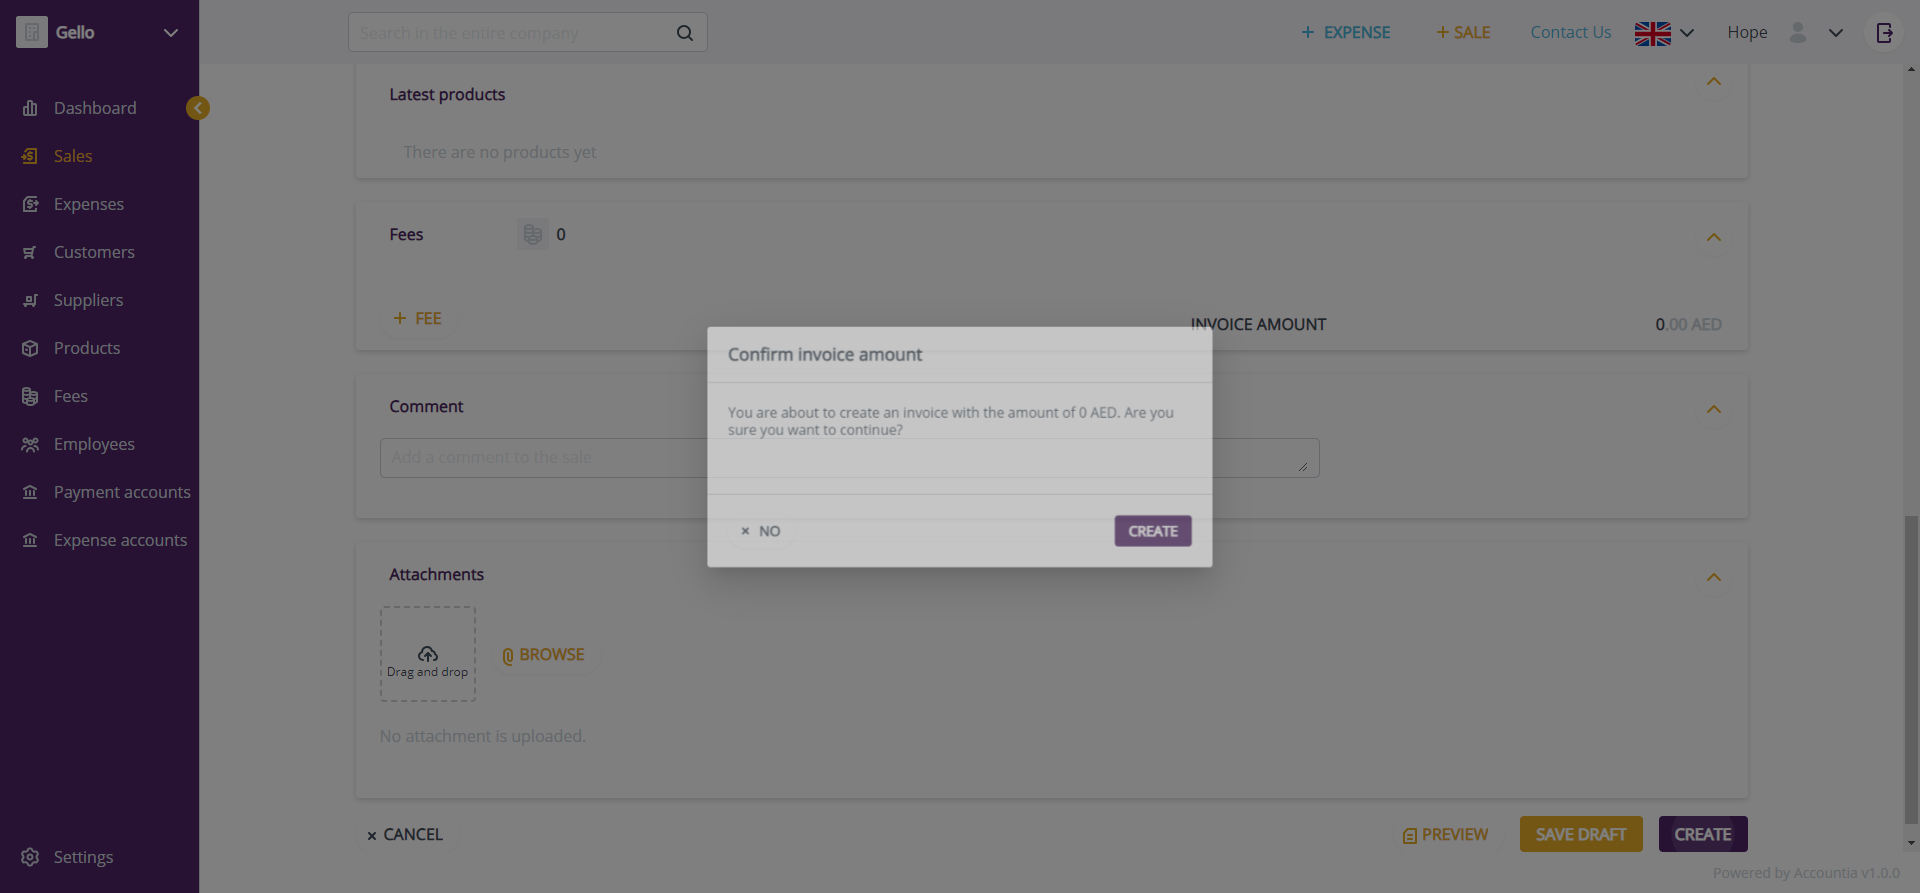 Gello
Search in the entire company
+ EXPENSE
+ SALE
Contact Us
Hope
Dashboard
Sales
Expenses
Customers
Suppliers
Products
Fees
Employees
Payment accounts
Expense accounts
Settings
Latest products
There are no products yet
Fees
0
+ FEE
INVOICE AMOUNT
0.00 AED
Confirm invoice amount
You are about to create an invoice with the amount of 0 AED. Are you
sure you want to continue?
× NO
CREATE
Comment
Add a comment to the sale
Attachments
Drag and drop
BROWSE
No attachment is uploaded.
× CANCEL
PREVIEW
SAVE DRAFT
CREATE
Powered by Accountia v1.0.0